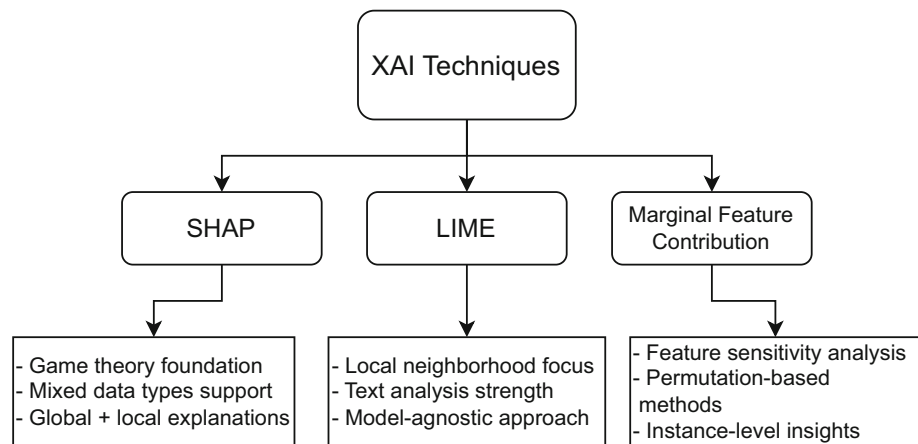 XAI Techniques
SHAP
LIME
Marginal Feature
Contribution
- Game theory foundation
- Mixed data types support
- Global + local explanations
- Local neighborhood focus
- Text analysis strength
- Model-agnostic approach
- Feature sensitivity analysis
- Permutation-based
methods
- Instance-level insights